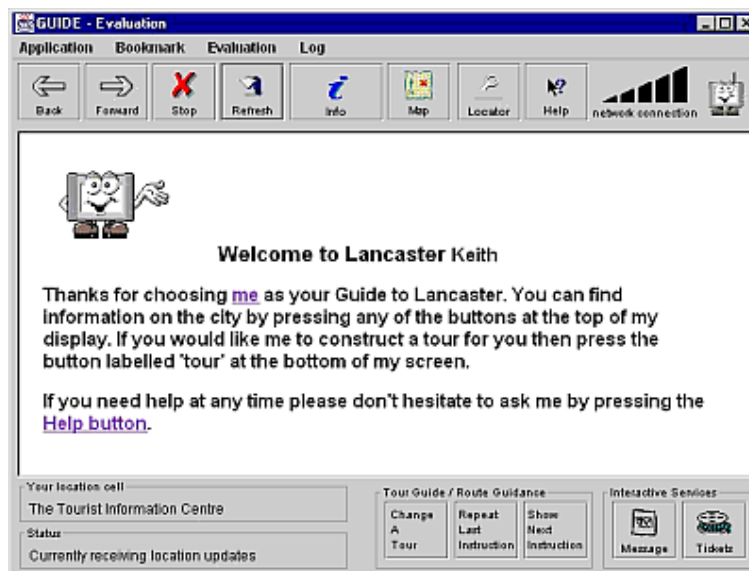 GUIDE - Evaluation
Application Bookmark Evaluation Log
Back Forward Stop Refresh Info Map Locator Help network connection
Welcome to Lancaster Keith
Thanks for choosing me as your Guide to Lancaster. You can find
information on the city by pressing any of the buttons at the top of my
display. If you would like me to construct a tour for you then press the
button labelled 'tour' at the bottom of my screen.
If you need help at any time please don't hesitate to ask me by pressing the
Help button.
Your location cell
The Tourist Information Centre
Status
Currently receiving location updates
Tour Guide / Route Guidance
Change
A
Tour
Repeat
Last
Instruction
Show
Next
Instruction
Interactive Services
Message
Tickets